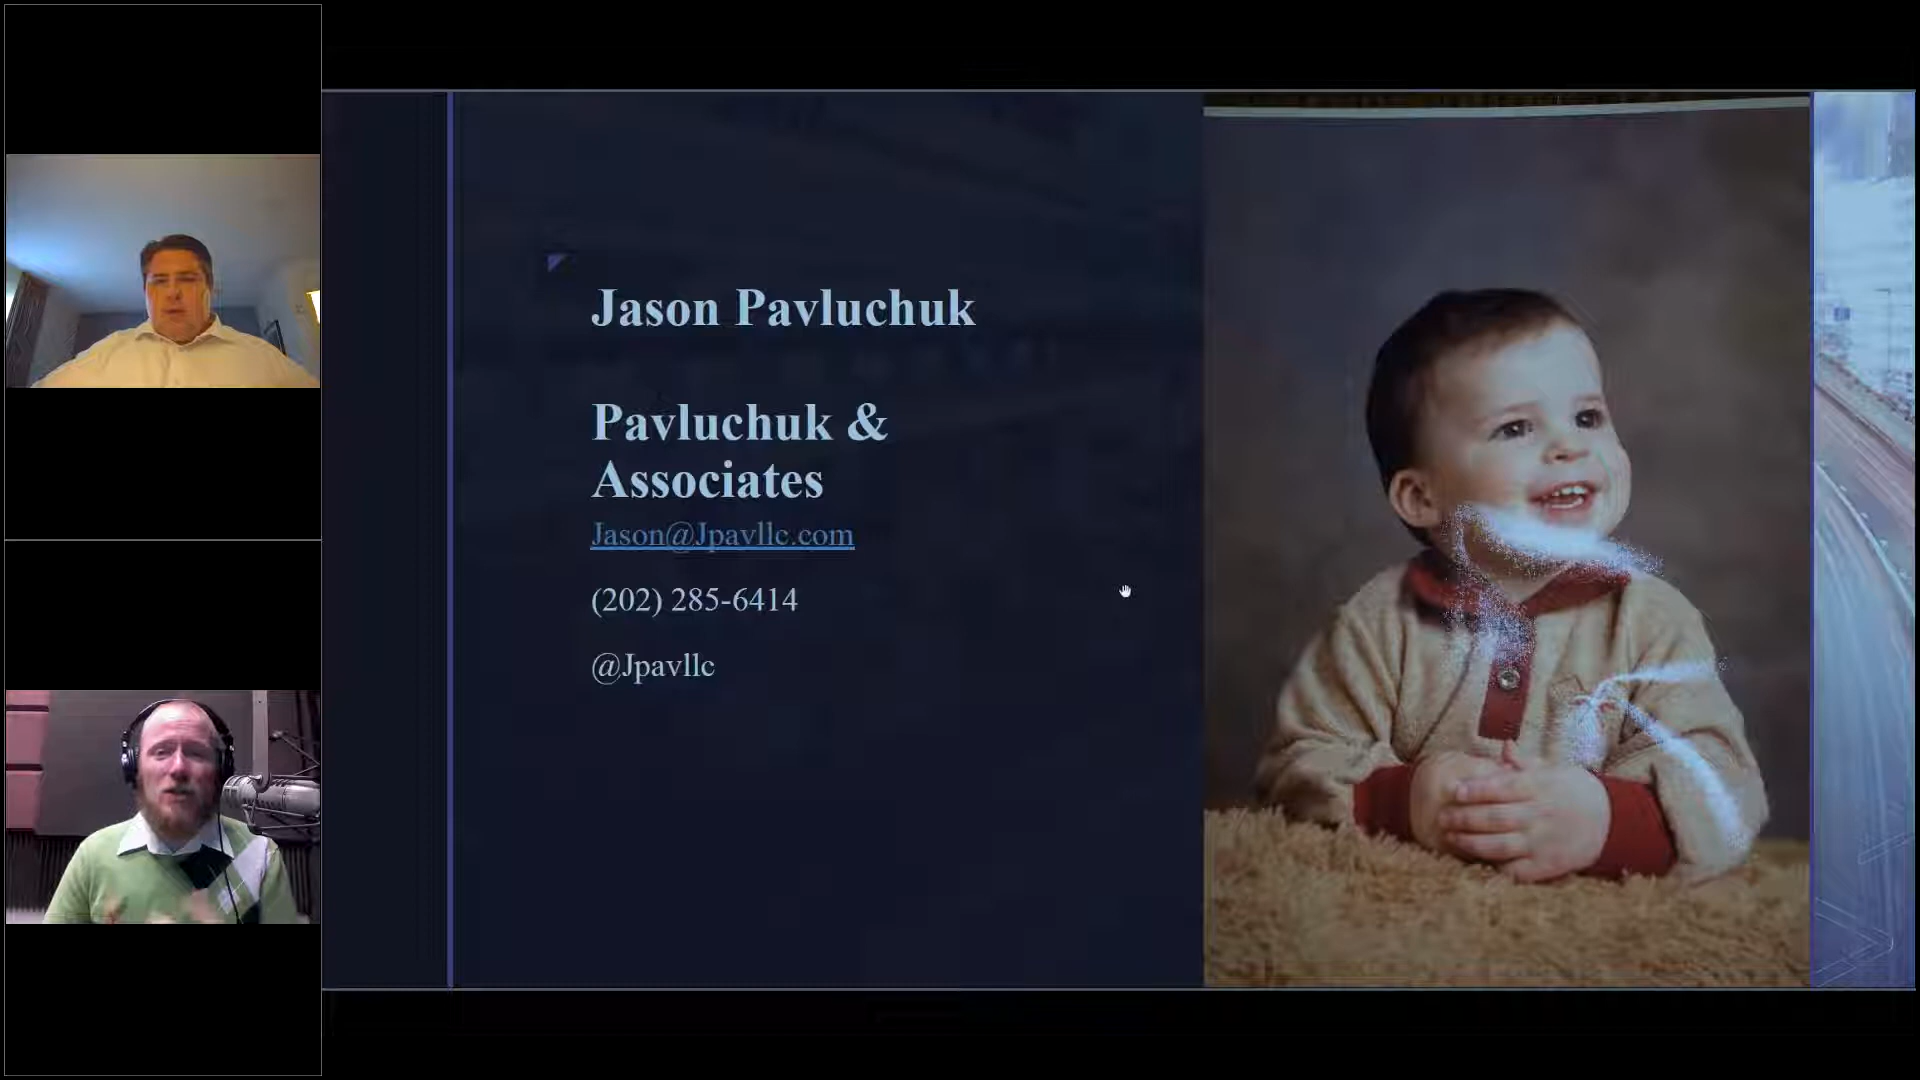 Jason Pavluchuk
Pavluchuk &
Associates
Jason@Jpavllc.com
(202) 285-6414
@Jpavllc